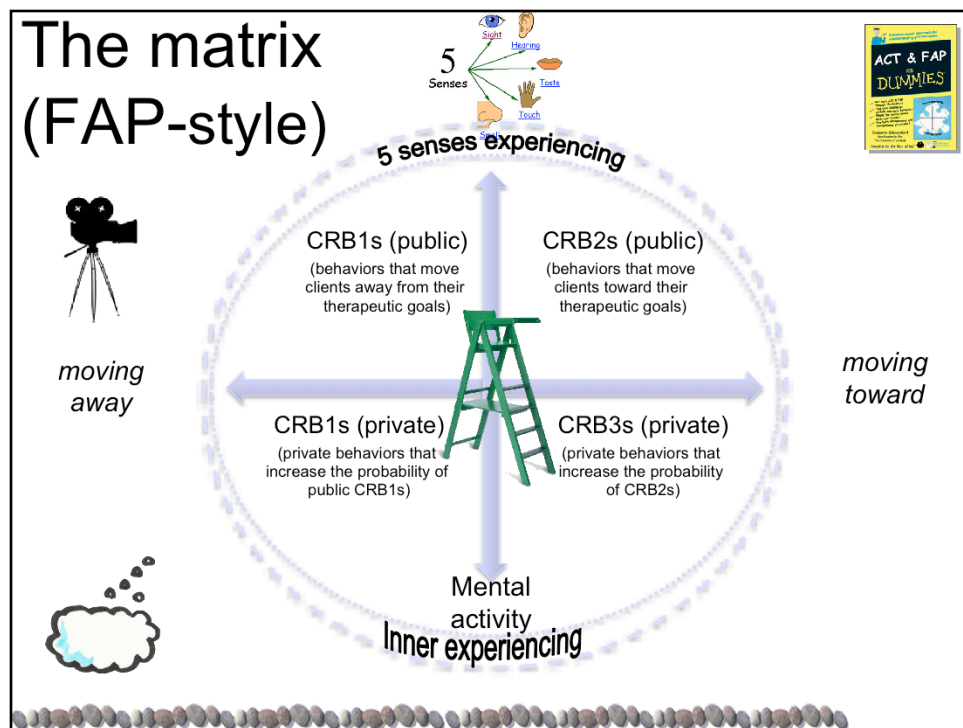 The matrix
(FAP-style)
Sight
Hearing
5
Senses
Taste
Touch
ACT & FAP
FOR
DUMMIES
5 senses experiencing
CRB1s (public)
(behaviors that move
clients away from their
therapeutic goals)
CRB2s (public)
(behaviors that move
clients toward their
therapeutic goals)
moving
away
moving
toward
CRB1s (private)
(private behaviors that
increase the probability of
public CRB1s)
CRB3s (private)
(private behaviors that
increase the probability
of CRB2s)
Mental
activity
Inner experiencing